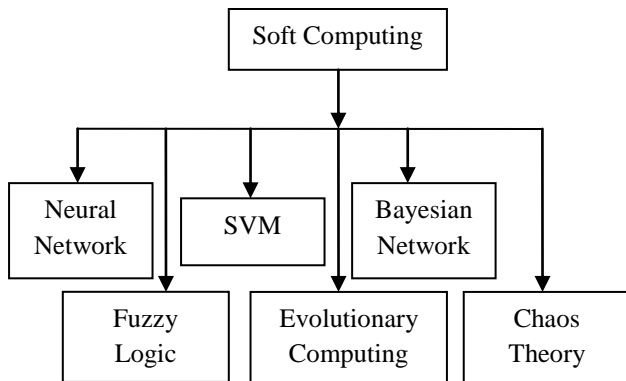 Soft Computing
Neural
Network
SVM
Bayesian
Network
Fuzzy
Logic
Evolutionary
Computing
Chaos
Theory